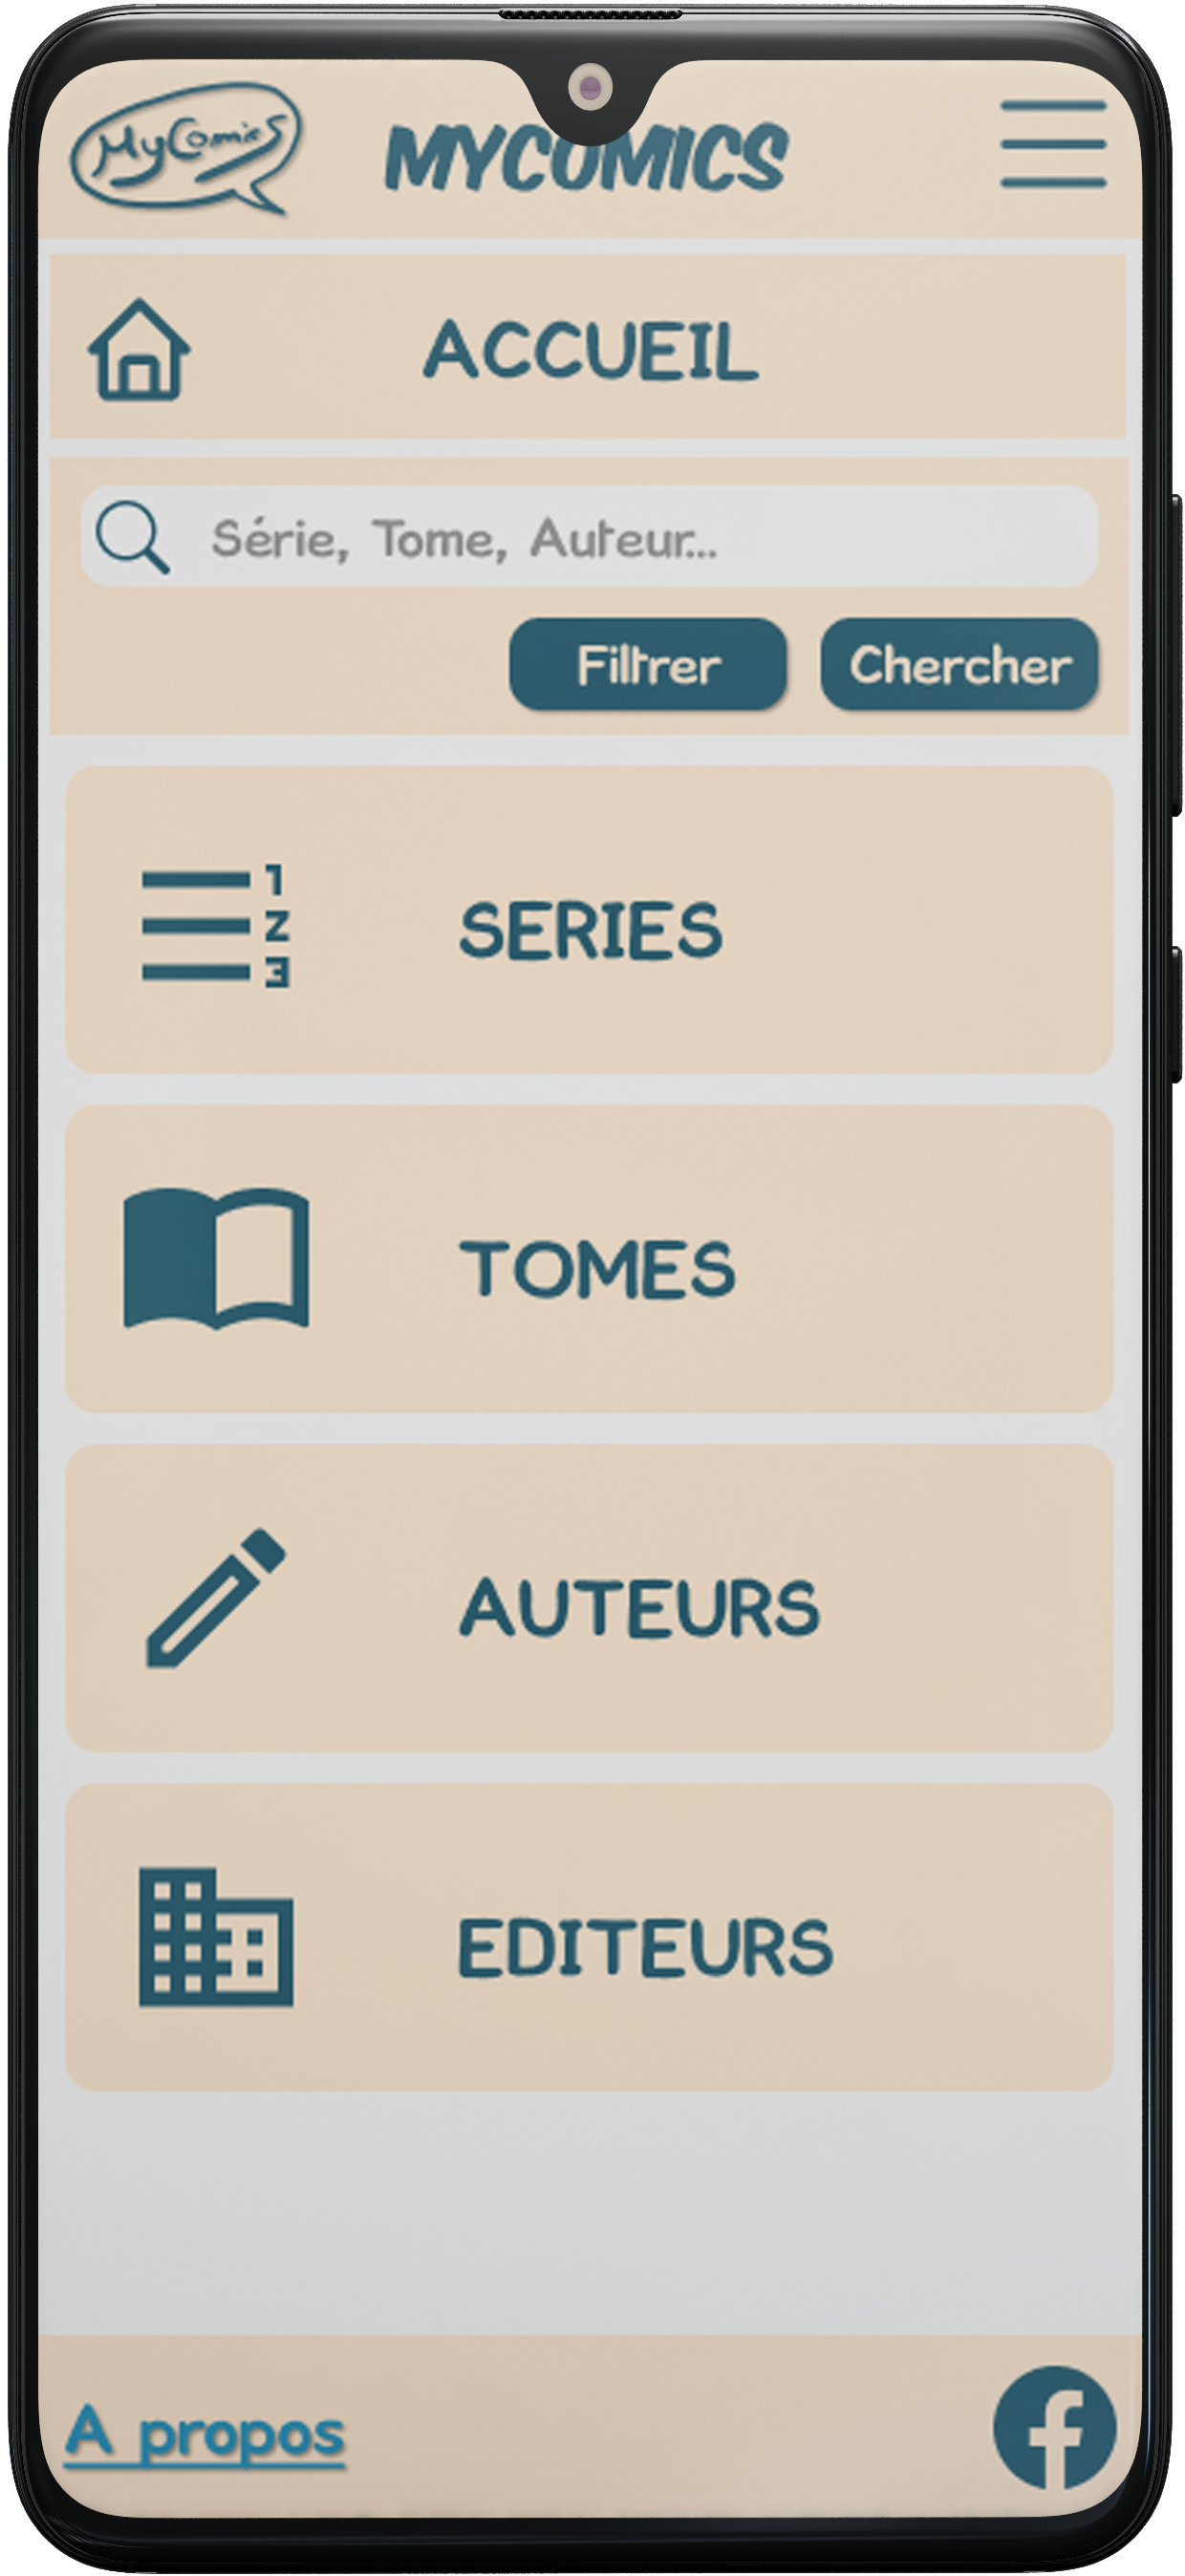 MyComics
MYCOMICS
ACCUEIL
Série, Tome, Auteur...
Filtrer
Chercher
1
2
3
SERIES
TOMES
AUTEURS
EDITEURS
A propos
f